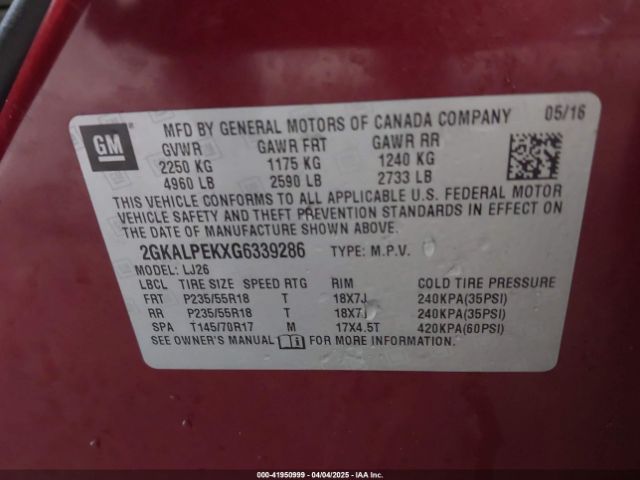 GM
MFD BY GENERAL MOTORS OF CANADA COMPANY 05/16
GVWR GAWR FRT GAWR RR
2250 KG 1175 KG 1240 KG
4960 LB 2590 LB 2733 LB
THIS VEHICLE CONFORMS TO ALL APPLICABLE U.S. FEDERAL MOTOR
VEHICLE SAFETY AND THEFT PREVENTION STANDARDS IN EFFECT ON
THE DATE OF MANUFACTURE SHOWN ABOVE.
2GKALPEKXG6339286 TYPE: M.P.V.
MODEL: LJ26
LBCL TIRE SIZE SPEED RTG RIM COLD TIRE PRESSURE
FRT P235/55R18 T 18X7J 240KPA(35PSI)
RR P235/55R18 T 18X7J 240KPA(35PSI)
SPA T145/70R17 M 17X4.5T 420KPA(60PSI)
SEE OWNER'S MANUAL FOR MORE INFORMATION.
000-41950999 - 04/04/2025 - IAA Inc.